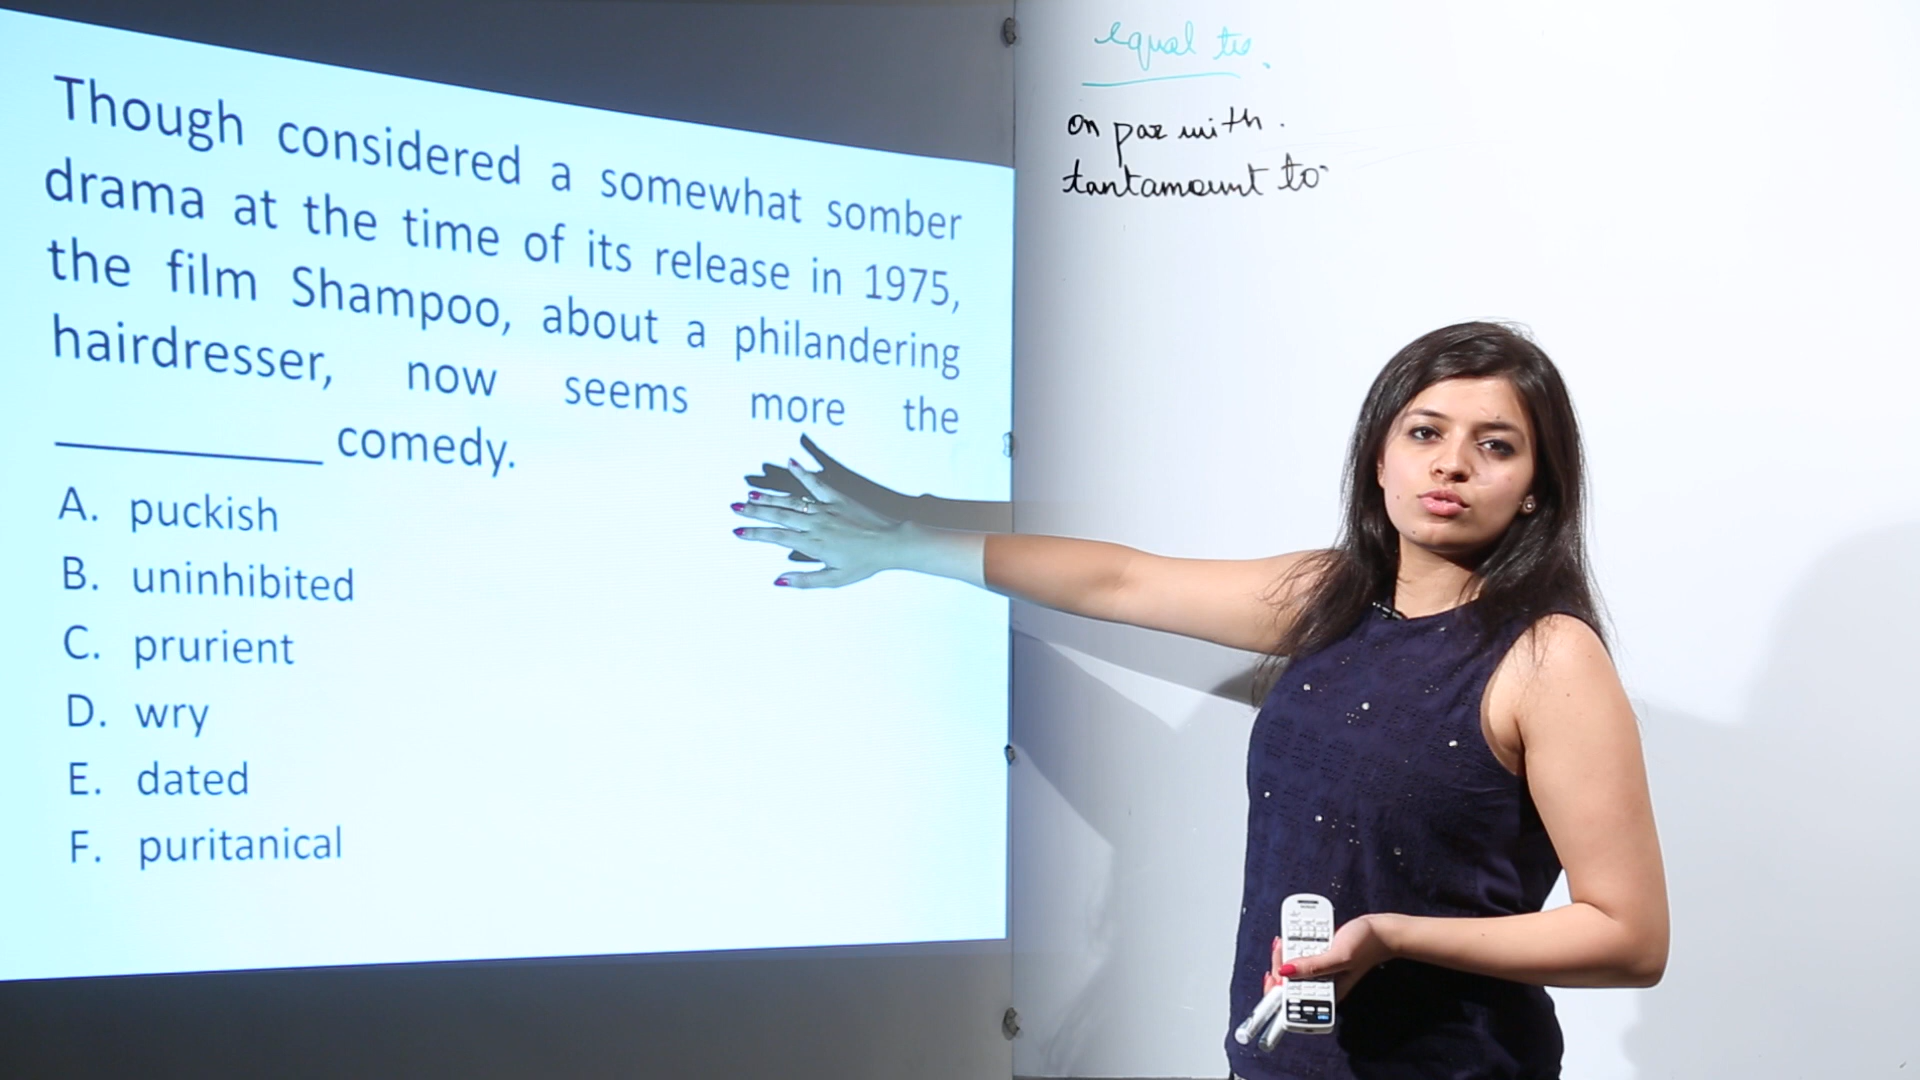 Though considered a somewhat somber
drama at the time of its release in 1975,
the film Shampoo, about a philandering
hairdresser, now seems more the
__________ comedy.
A. puckish
B. uninhibited
C. prurient
D. wry
E. dated
F. puritanical
equal to.
on par with.
tantamount to